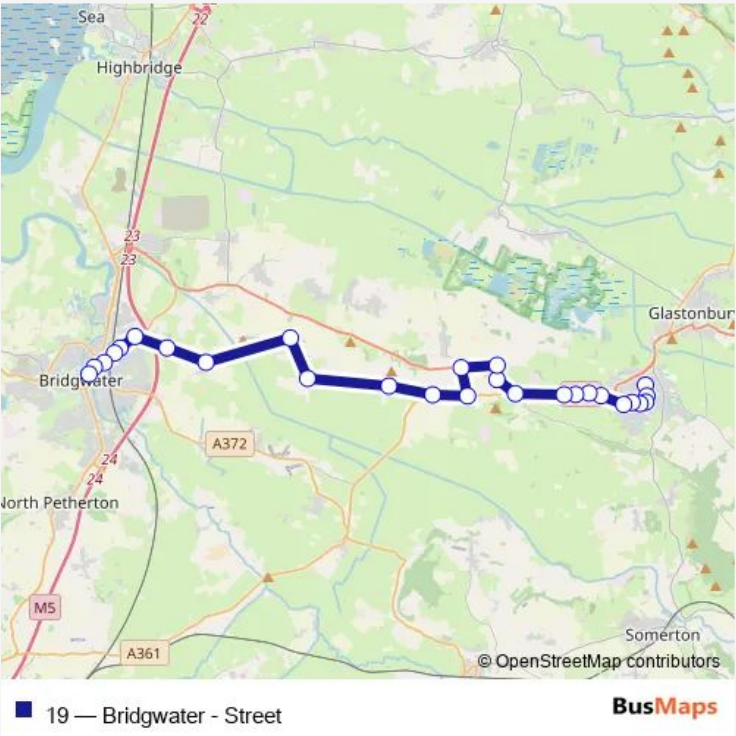 Sea
22
Highbridge
23
23
Glastonbur
Bridgwater
A372
24
24
North Petherton
M5
Somerton
A361
© OpenStreetMap contributors
19 — Bridgwater - Street
BusMaps